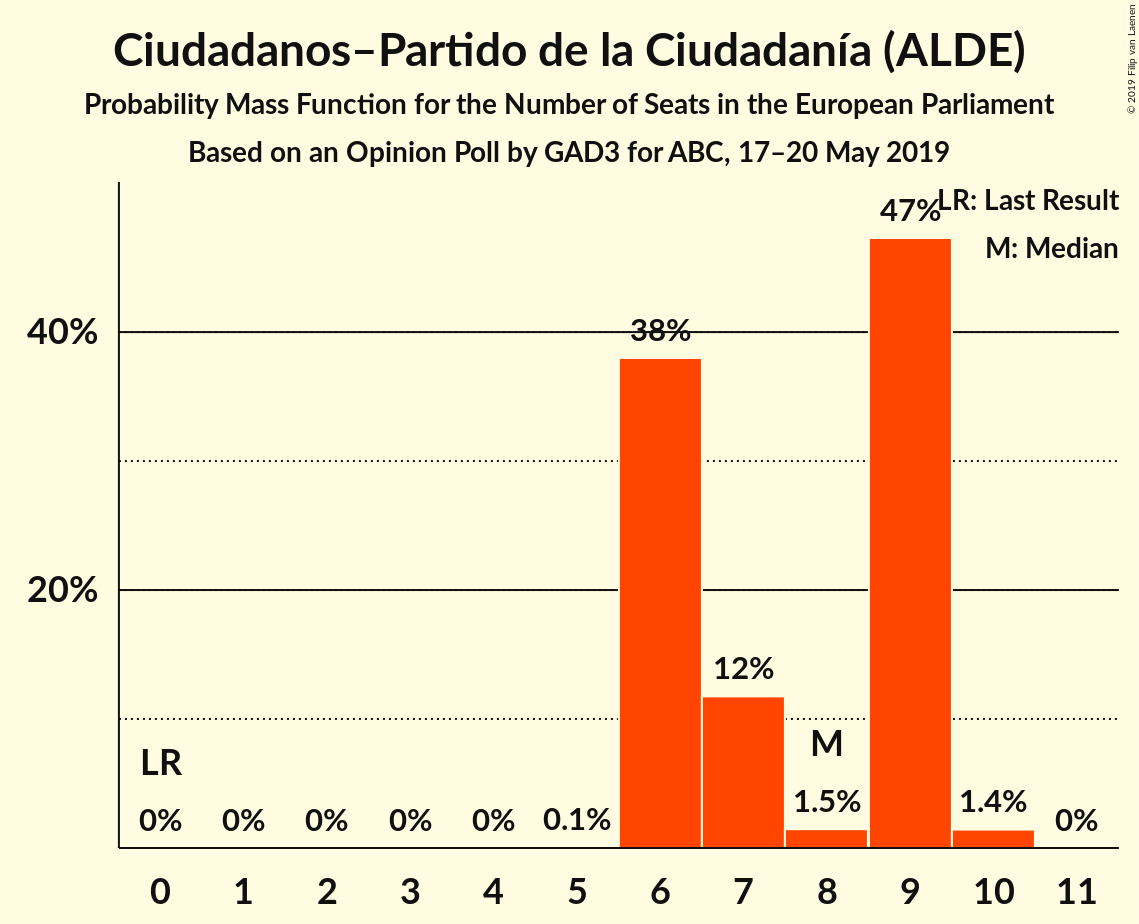 Ciudadanos–Partido de la Ciudadanía (ALDE)
Probability Mass Function for the Number of Seats in the European Parliament
Based on an Opinion Poll by GAD3 for ABC, 17–20 May 2019
© 2019 Filip van Laenen
LR: Last Result
M: Median
47%
40%
38%
20%
12%
LR
M
0% 0% 0% 0% 0% 0.1% 1.5% 1.4% 0%
0 1 2 3 4 5 6 7 8 9 10 11